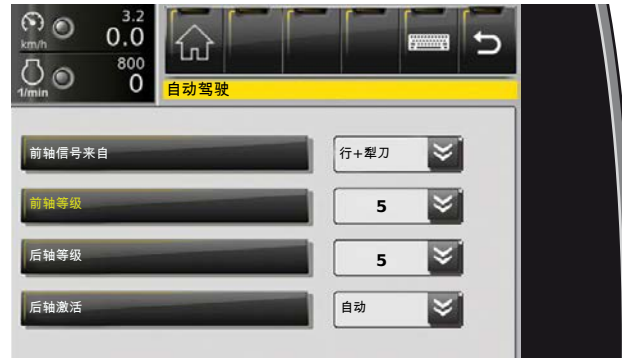 3.2
km/h 0.0
800
1/min 0
自动驾驶
前轴信号来自 行+犁刀
前轴等级 5
后轴等级 5
后轴激活 自动